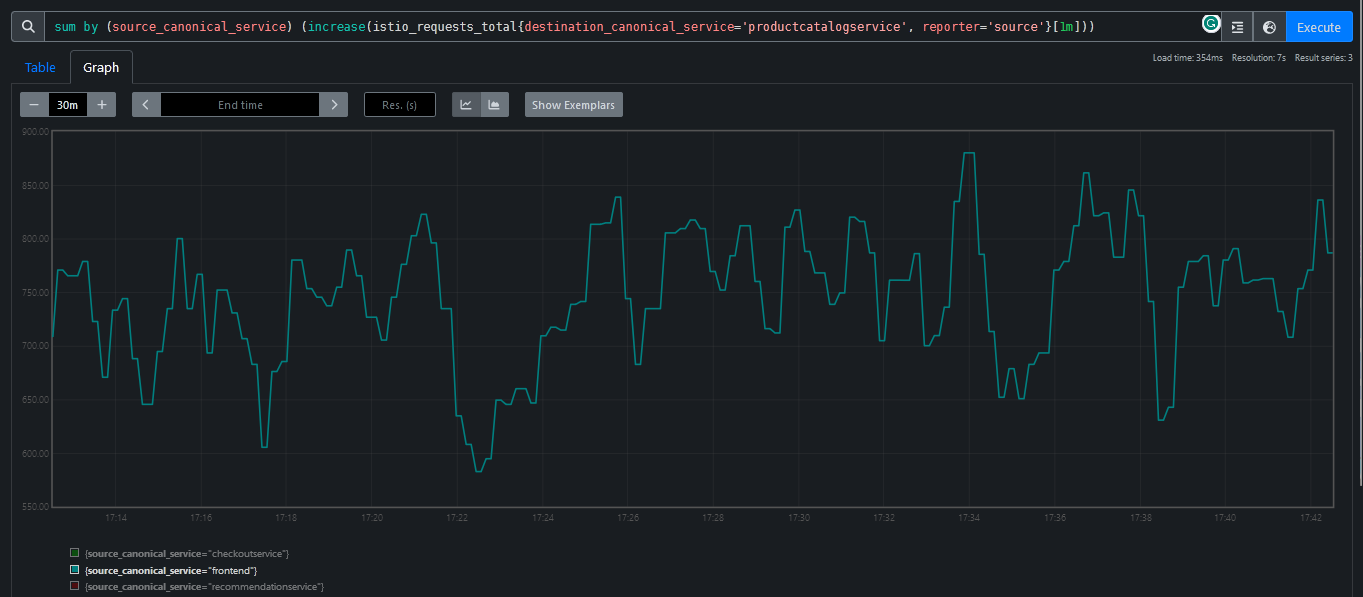 sum by (source_canonical_service) (increase(istio_requests_total{destination_canonical_service='productcatalogservice', reporter='source'}[1m]))
Execute
Load time: 354ms Resolution: 7s Result series: 3
Table
Graph
− 30m + End time Res. (s) Show Exemplars
900.00
850.00
800.00
750.00
700.00
650.00
600.00
550.00
17:14 17:16 17:18 17:20 17:22 17:24 17:26 17:28 17:30 17:32 17:34 17:36 17:38 17:40 17:42
{source_canonical_service="checkoutservice"}
{source_canonical_service="frontend"}
{source_canonical_service="recommendationservice"}